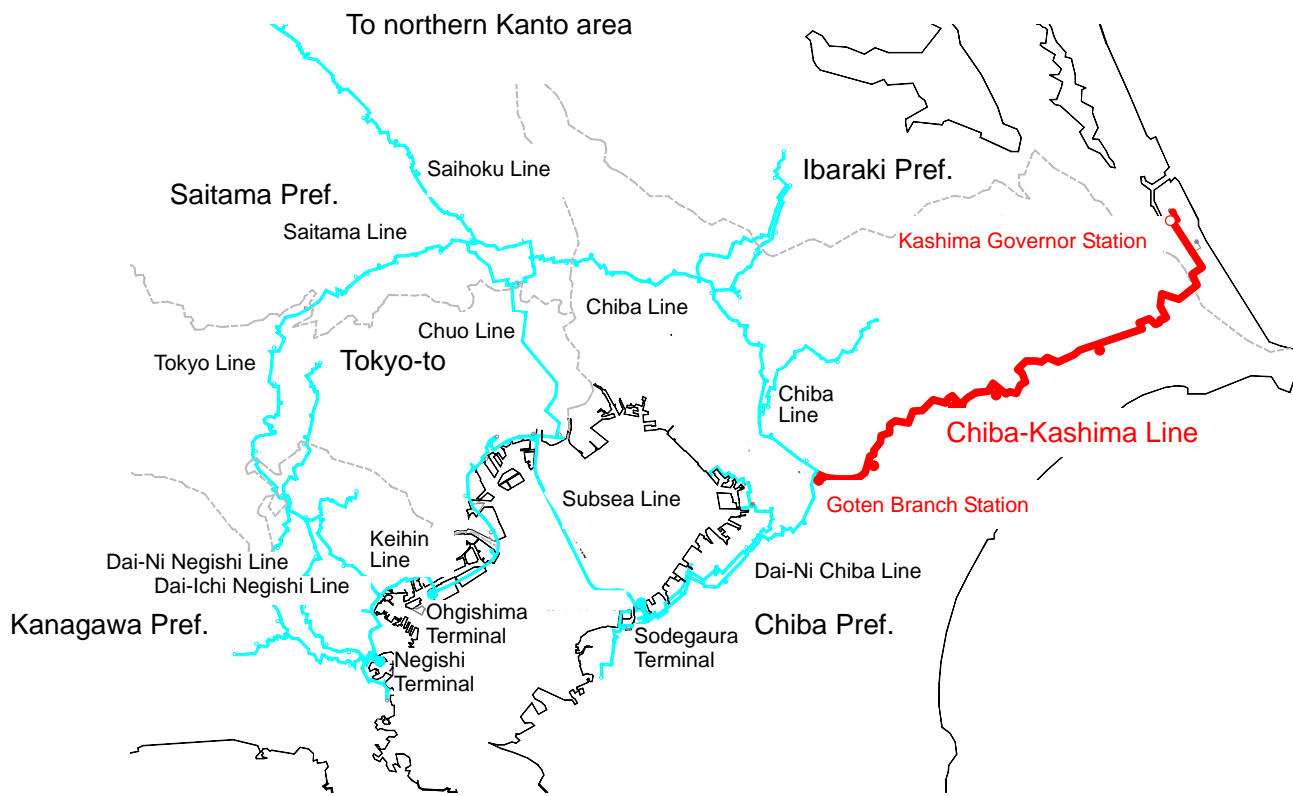 To northern Kanto area
Saihoku Line
Ibaraki Pref.
Saitama Pref.
Saitama Line
Kashima Governor Station
Chiba Line
Chuo Line
Tokyo Line
Tokyo-to
Chiba
Line
Chiba-Kashima Line
Subsea Line
Goten Branch Station
Keihin
Line
Dai-Ni Negishi Line
Dai-Ichi Negishi Line
Dai-Ni Chiba Line
Kanagawa Pref.
Ohgishima
Terminal
Sodegaura
Terminal
Chiba Pref.
Negishi
Terminal